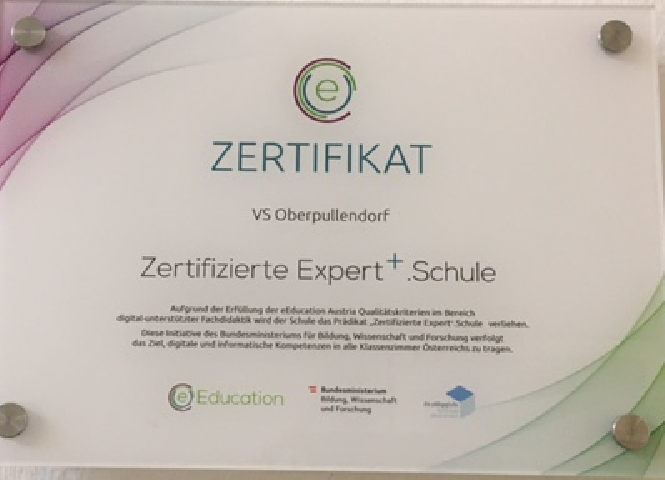 e
ZERTIFIKAT
VS Oberpullendorf
Zertifizierte Expert+.Schule
Aufgrund der Erfüllung der eEducation Austria Qualitätskriterien im Bereich
digital-unterstützter Fachdidaktik wird der Schule das Prädikat „Zertifizierte Expert+.Schule verliehen.
Diese Initiative des Bundesministeriums für Bildung, Wissenschaft und Forschung verfolgt
das Ziel, digitale und informatische Kompetenzen in alle Klassenzimmer Österreichs zu tragen.
eEducation
Bundesministerium
Bildung, Wissenschaft
und Forschung